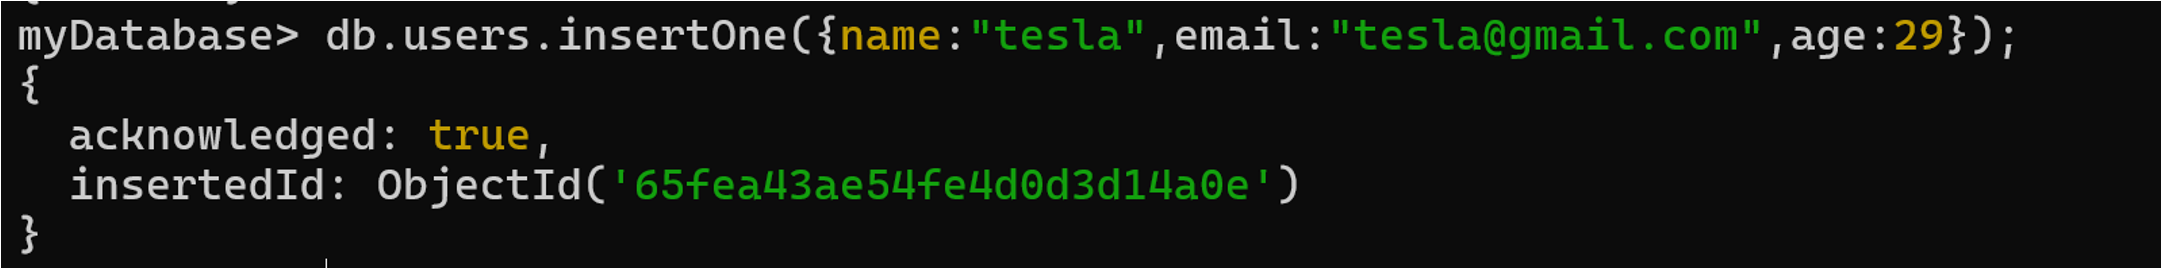 myDatabase> db.users.insertOne({name:"tesla",email:"tesla@gmail.com",age:29});
{
  acknowledged: true,
  insertedId: ObjectId('65fea43ae54fe4d0d3d14a0e')
}